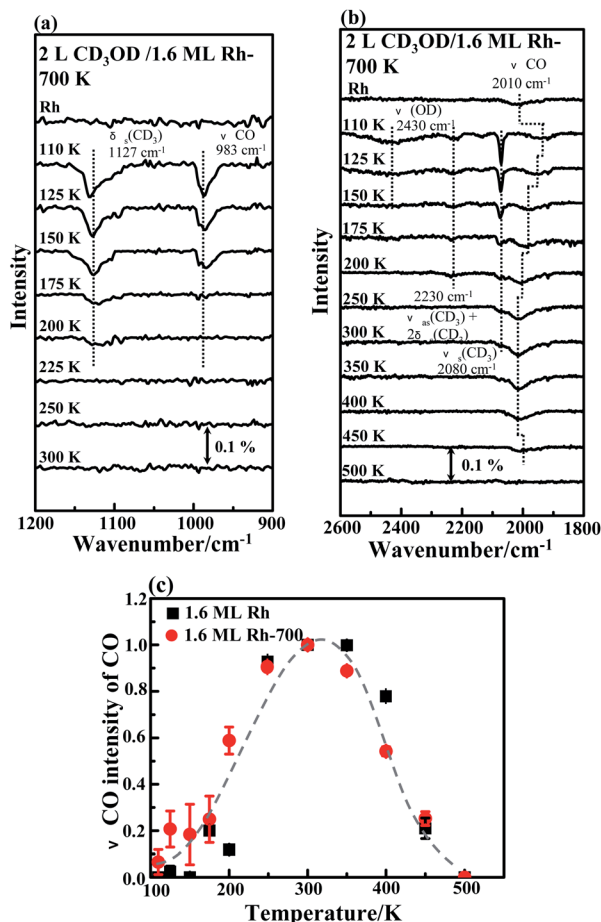 (a)
2 L CD₃OD /1.6 ML Rh-
700 K
Rh
δ s(CD₃)
1127 cm⁻¹
ν CO
983 cm⁻¹
110 K
125 K
150 K
175 K
200 K
225 K
250 K
0.1 %
300 K
Intensity
1200 1100 1000 900
Wavenumber/cm⁻¹
(b)
2 L CD₃OD/1.6 ML Rh-
700 K
ν CO
2010 cm⁻¹
Rh
ν (OD)
2430 cm⁻¹
110 K
125 K
150 K
175 K
200 K
2230 cm⁻¹
250 K
ν as(CD₃) +
300 K
2δ (CD₃)
ν s(CD₃)
2080 cm⁻¹
350 K
400 K
450 K
0.1 %
500 K
Intensity
2600 2400 2200 2000 1800
Wavenumber/cm⁻¹
(c)
1.6 ML Rh
1.6 ML Rh-700
ν CO intensity of CO
1.2
1.0
0.8
0.6
0.4
0.2
0.0
100 200 300 400 500
Temperature/K